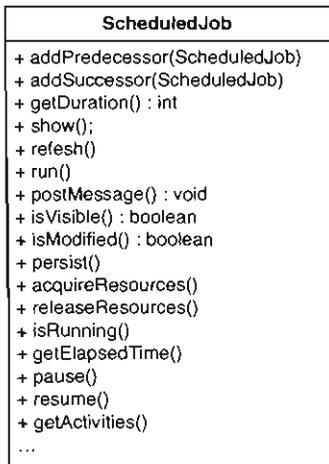 ScheduledJob
+ addPredecessor(ScheduledJob)
+ addSuccessor(ScheduledJob)
+ getDuration() : int
+ show();
+ refesh()
+ run()
+ postMessage() : void
+ isVisible() : boolean
+ isModified() : boolean
+ persist()
+ acquireResources()
+ releaseResources()
+ isRunning()
+ getElapsedTime()
+ pause()
+ resume()
+ getActivities()
...